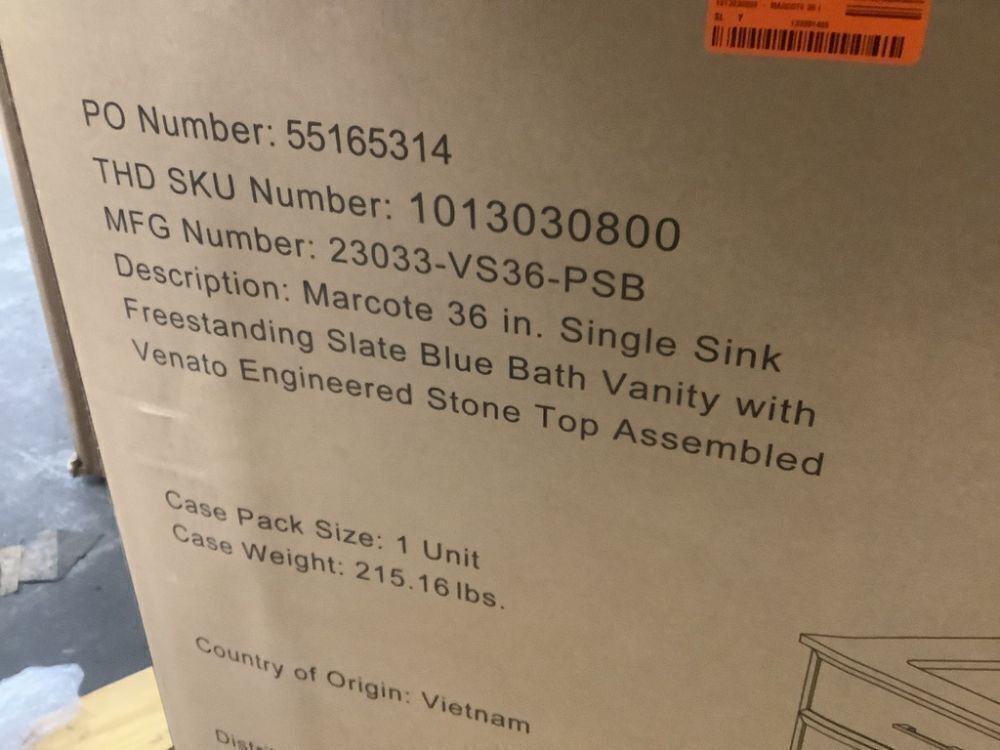 SL Y
PO Number: 55165314
THD SKU Number: 1013030800
MFG Number: 23033-VS36-PSB
Description: Marcote 36 in. Single Sink
Freestanding Slate Blue Bath Vanity with
Venato Engineered Stone Top Assembled
Case Pack Size: 1 Unit
Case Weight: 215.16 lbs.
Country of Origin: Vietnam